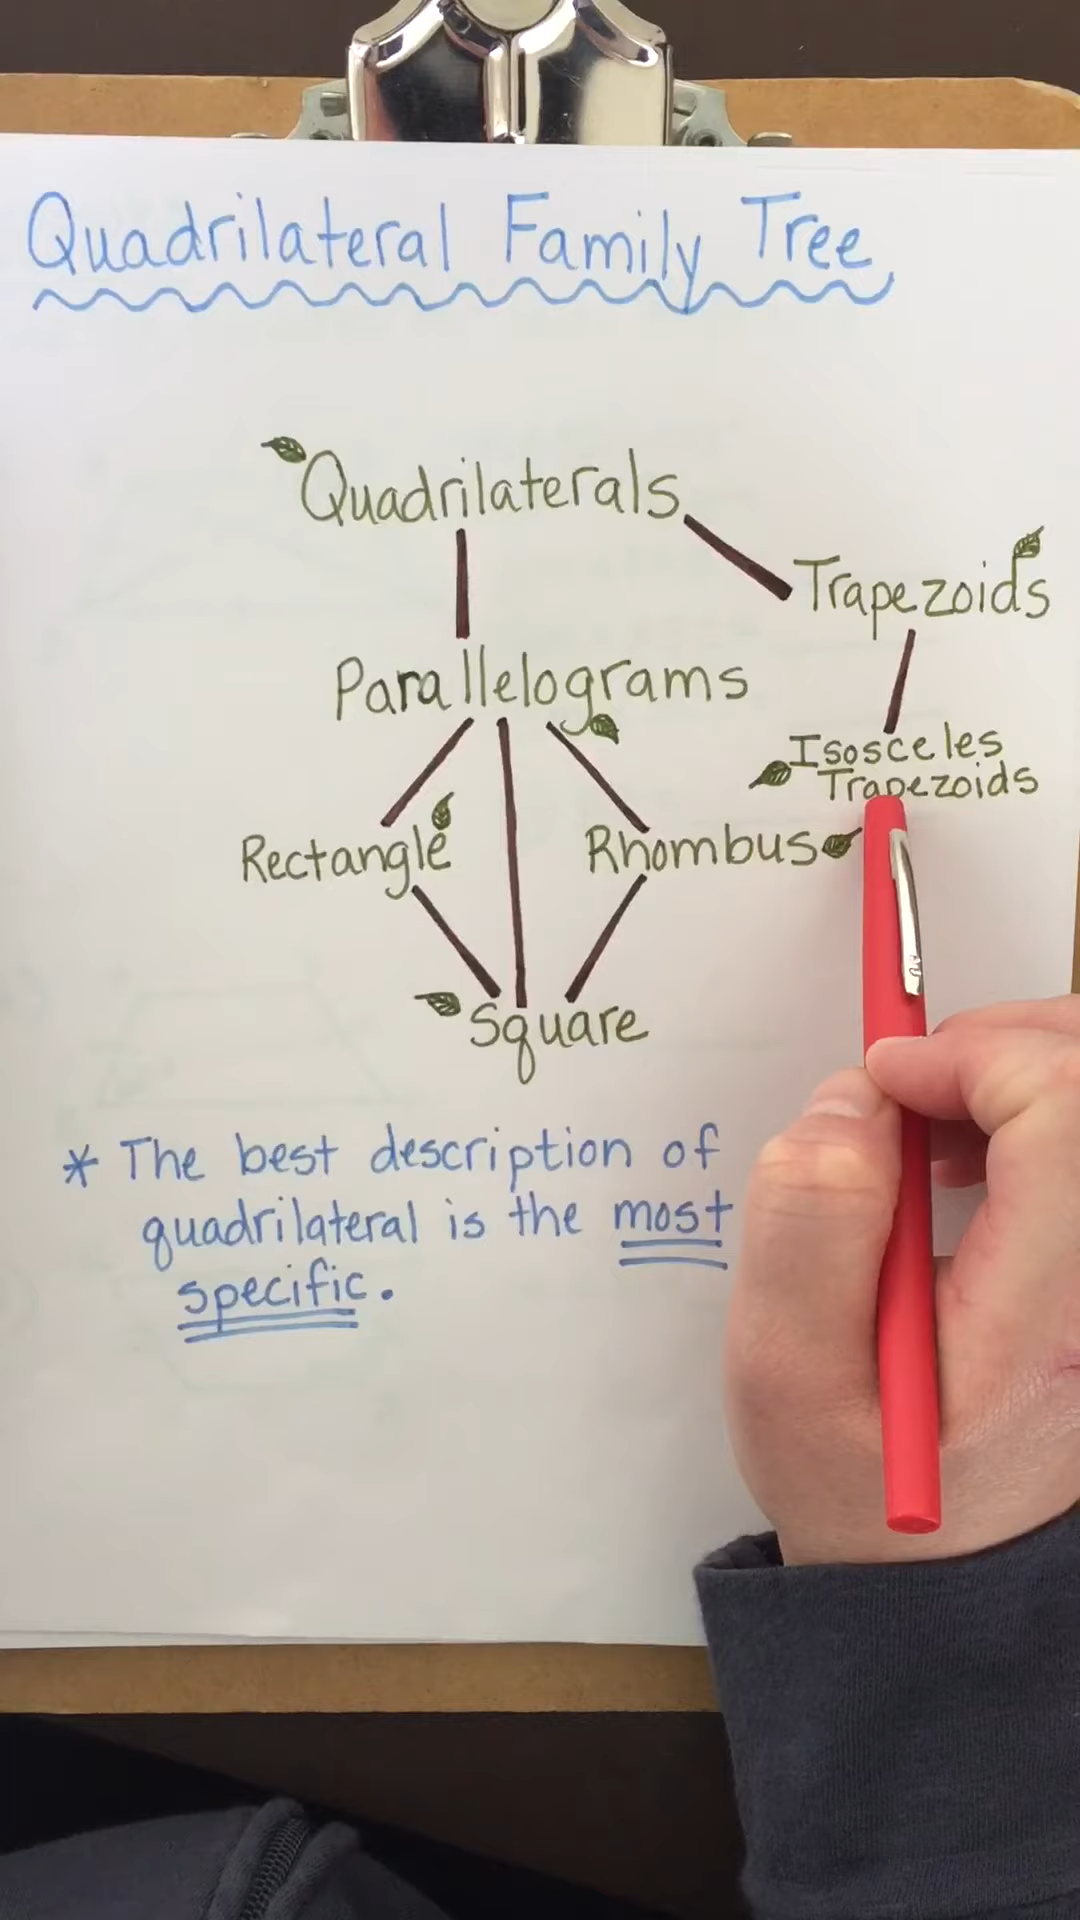 Quadrilateral Family Tree
Quadrilaterals
Trapezoids
Parallelograms
Isosceles
Trapezoids
Rectangle
Rhombus
Square
* The best description of
quadrilateral is the most
specific.